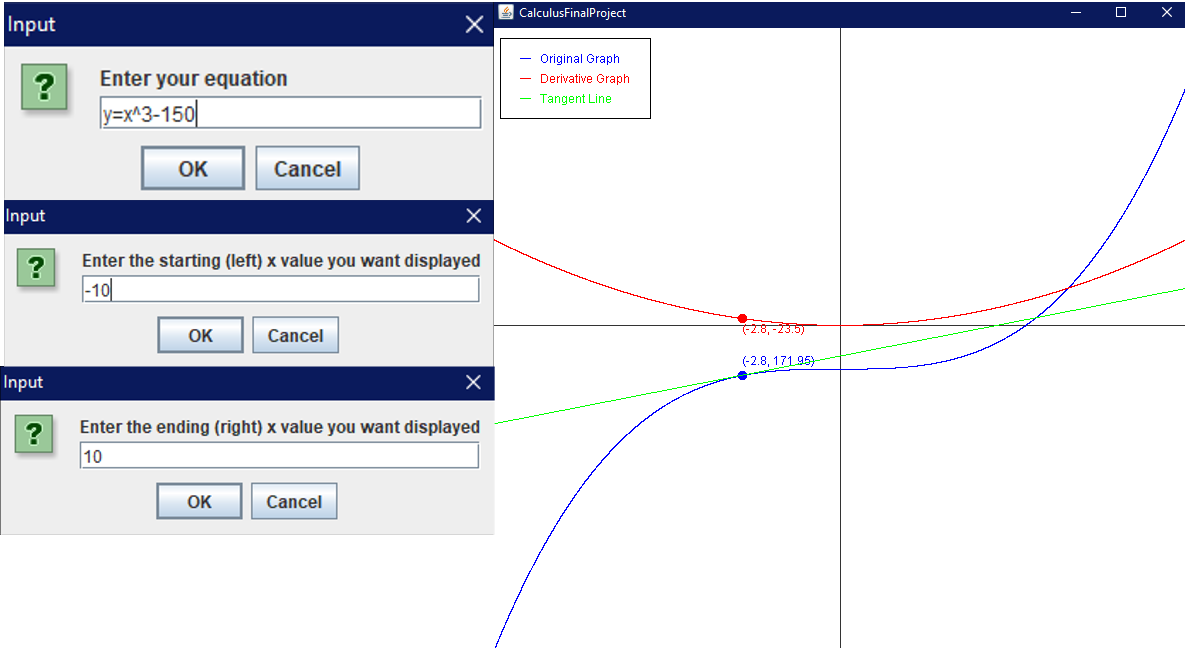 Input
Enter your equation
y=x^3-150
OK
Cancel
Input
Enter the starting (left) x value you want displayed
-10
OK
Cancel
Input
Enter the ending (right) x value you want displayed
10
OK
Cancel
CalculusFinalProject
Original Graph
Derivative Graph
Tangent Line
(-2.8, -23.5)
(-2.8, 171.95)